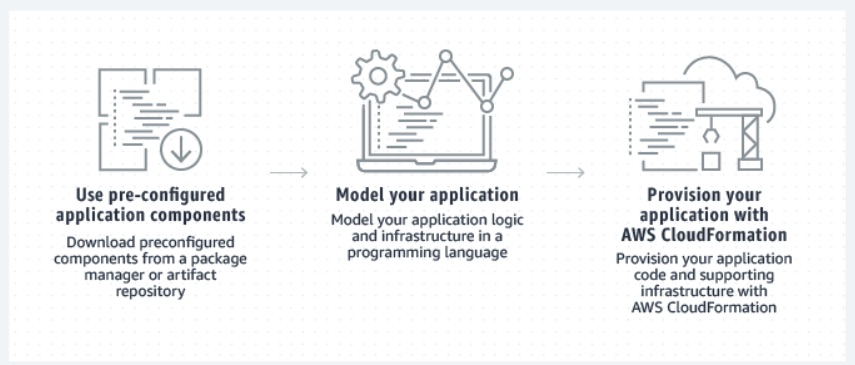 Use pre-configured
application components
Download preconfigured
components from a package
manager or artifact
repository
Model your application
Model your application logic
and infrastructure in a
programming language
Provision your
application with
AWS CloudFormation
Provision your application
code and supporting
infrastructure with
AWS CloudFormation